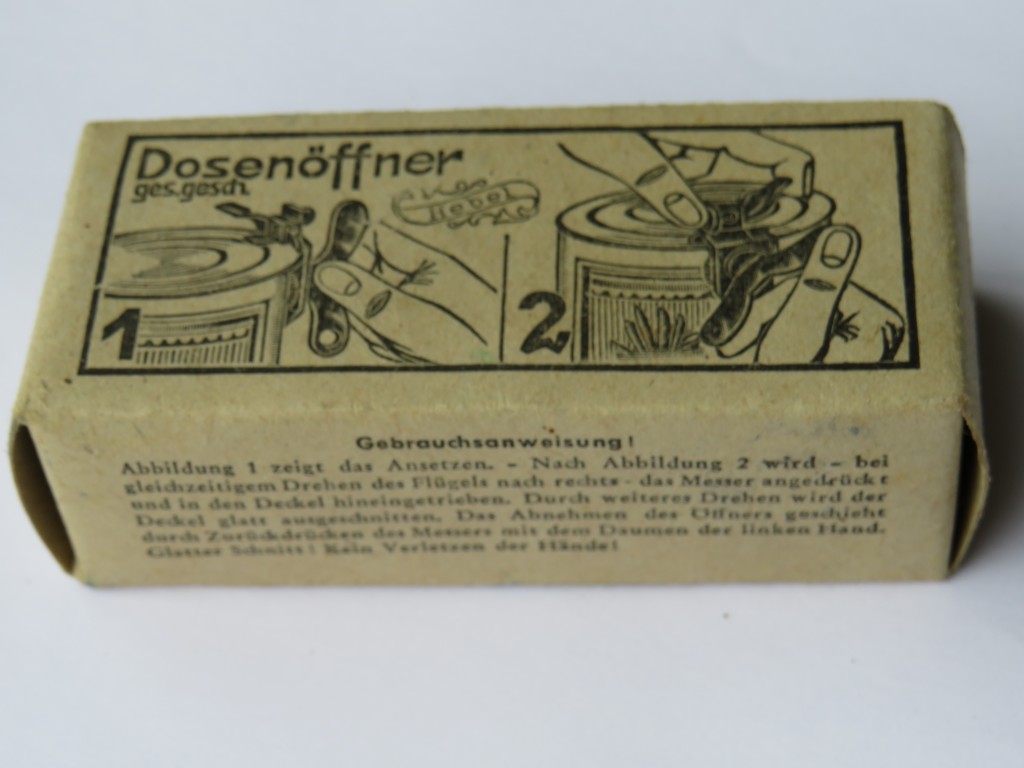 Dosenöffner
ges.gesch.
1
2
Gebrauchsanweisung!
Abbildung 1 zeigt das Ansetzen. - Nach Abbildung 2 wird - bei
gleichzeitigem Drehen des Flügels nach rechts - das Messer angedrückt
und in den Deckel hineingetrieben. Durch weiteres Drehen wird der
Deckel glatt ausgeschnitten. Das Abnehmen des Öffners geschieht
durch Zurückdrücken des Messers mit dem Daumen der linken Hand.
Glatter Schnitt! Kein Verletzen der Hände!